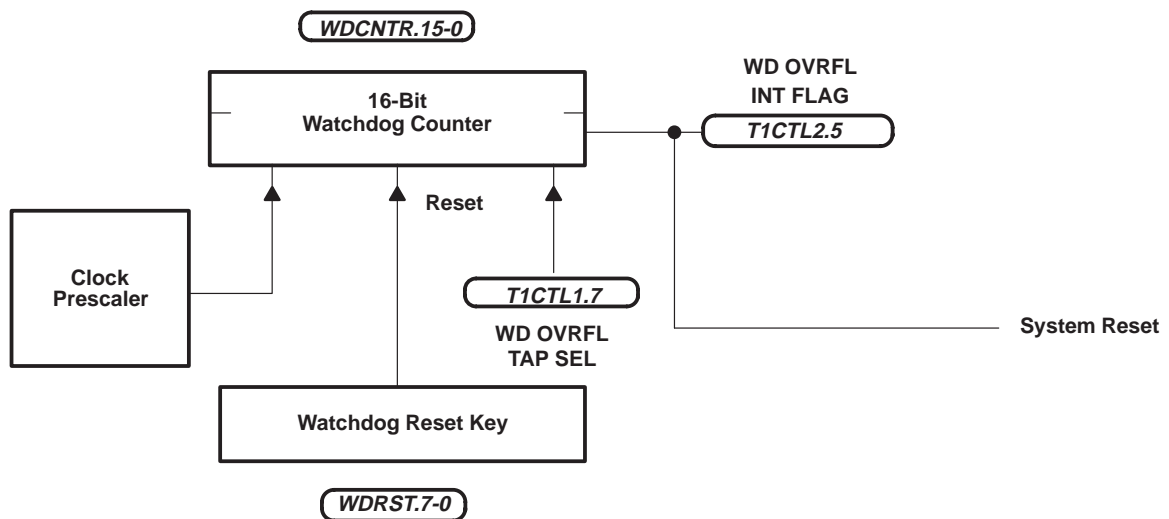 WDCNTR.15-0
16-Bit
Watchdog Counter
WD OVRFL
INT FLAG
T1CTL2.5
Reset
Clock
Prescaler
T1CTL1.7
WD OVRFL
TAP SEL
System Reset
Watchdog Reset Key
WDRST.7-0